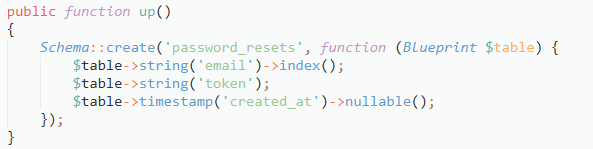 public function up()
{
    Schema::create('password_resets', function (Blueprint $table) {
        $table->string('email')->index();
        $table->string('token');
        $table->timestamp('created_at')->nullable();
    });
}